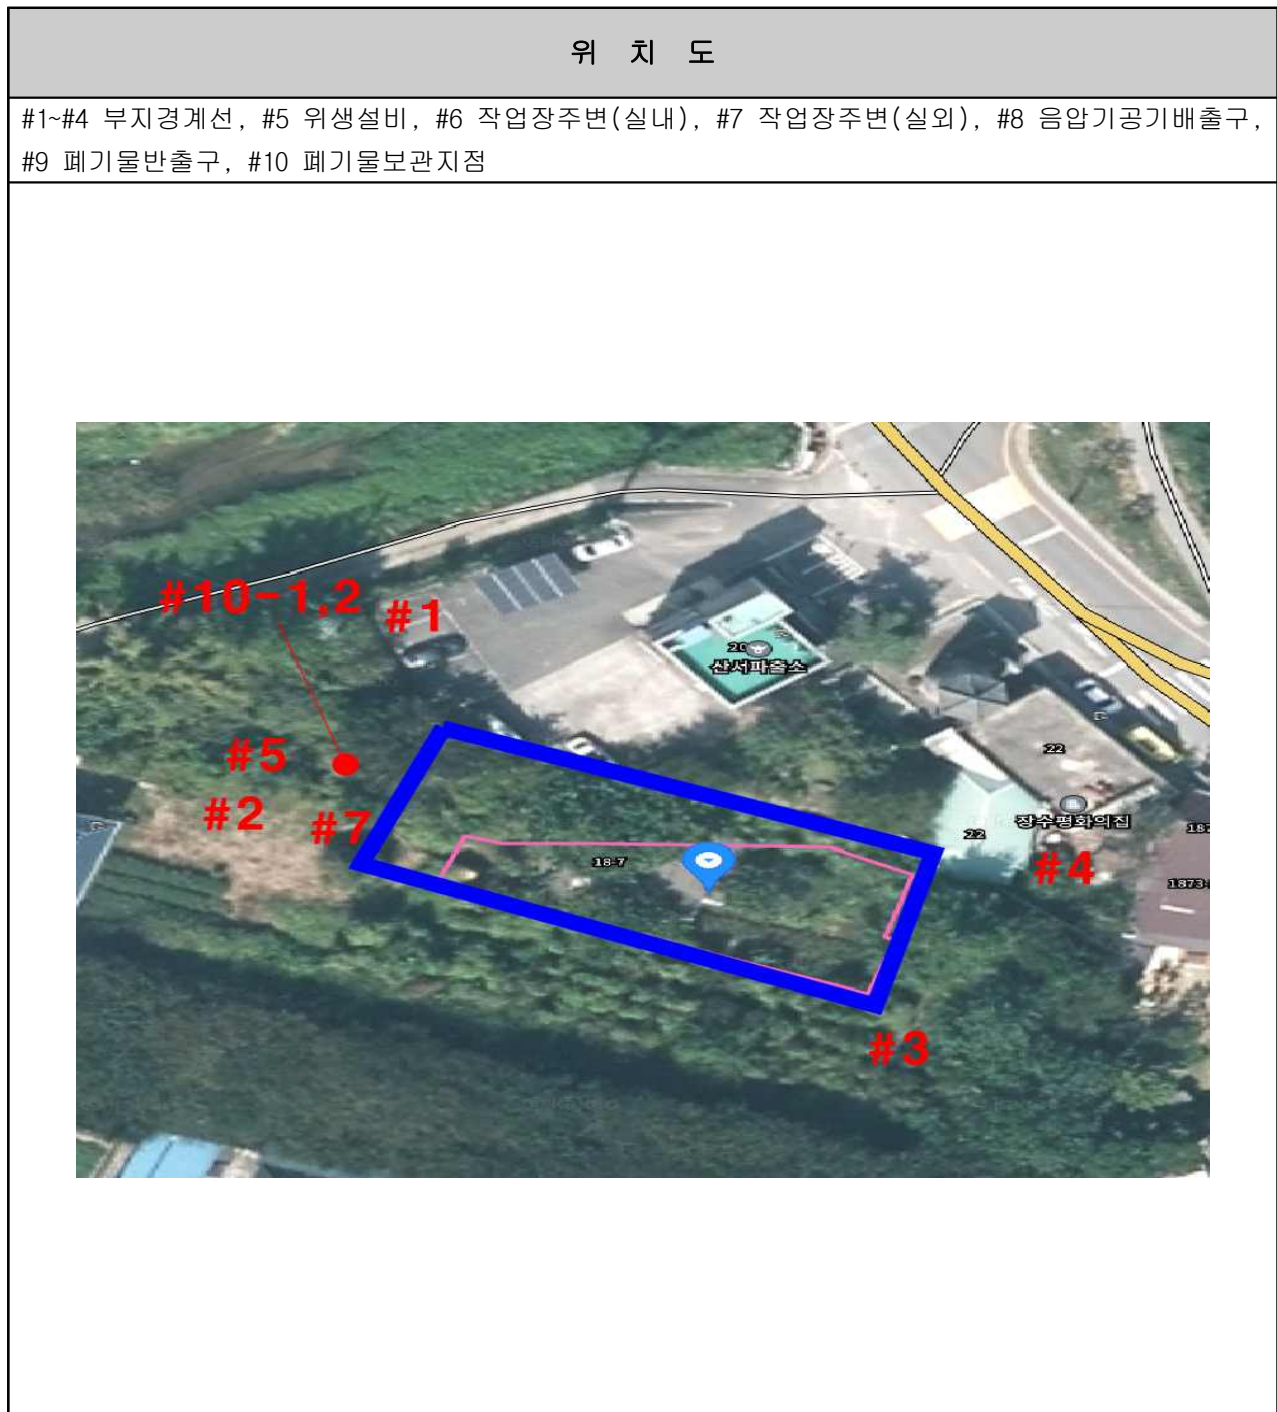 위 치 도
#1~#4 부지경계선, #5 위생설비, #6 작업장주변(실내), #7 작업장주변(실외), #8 음압기공기배출구,
#9 폐기물반출구, #10 폐기물보관지점
#10-1,2
#1
20
산서파출소
#5
#2
#7
18-7
22
장수평화의집
22
#4
187
1873-
#3